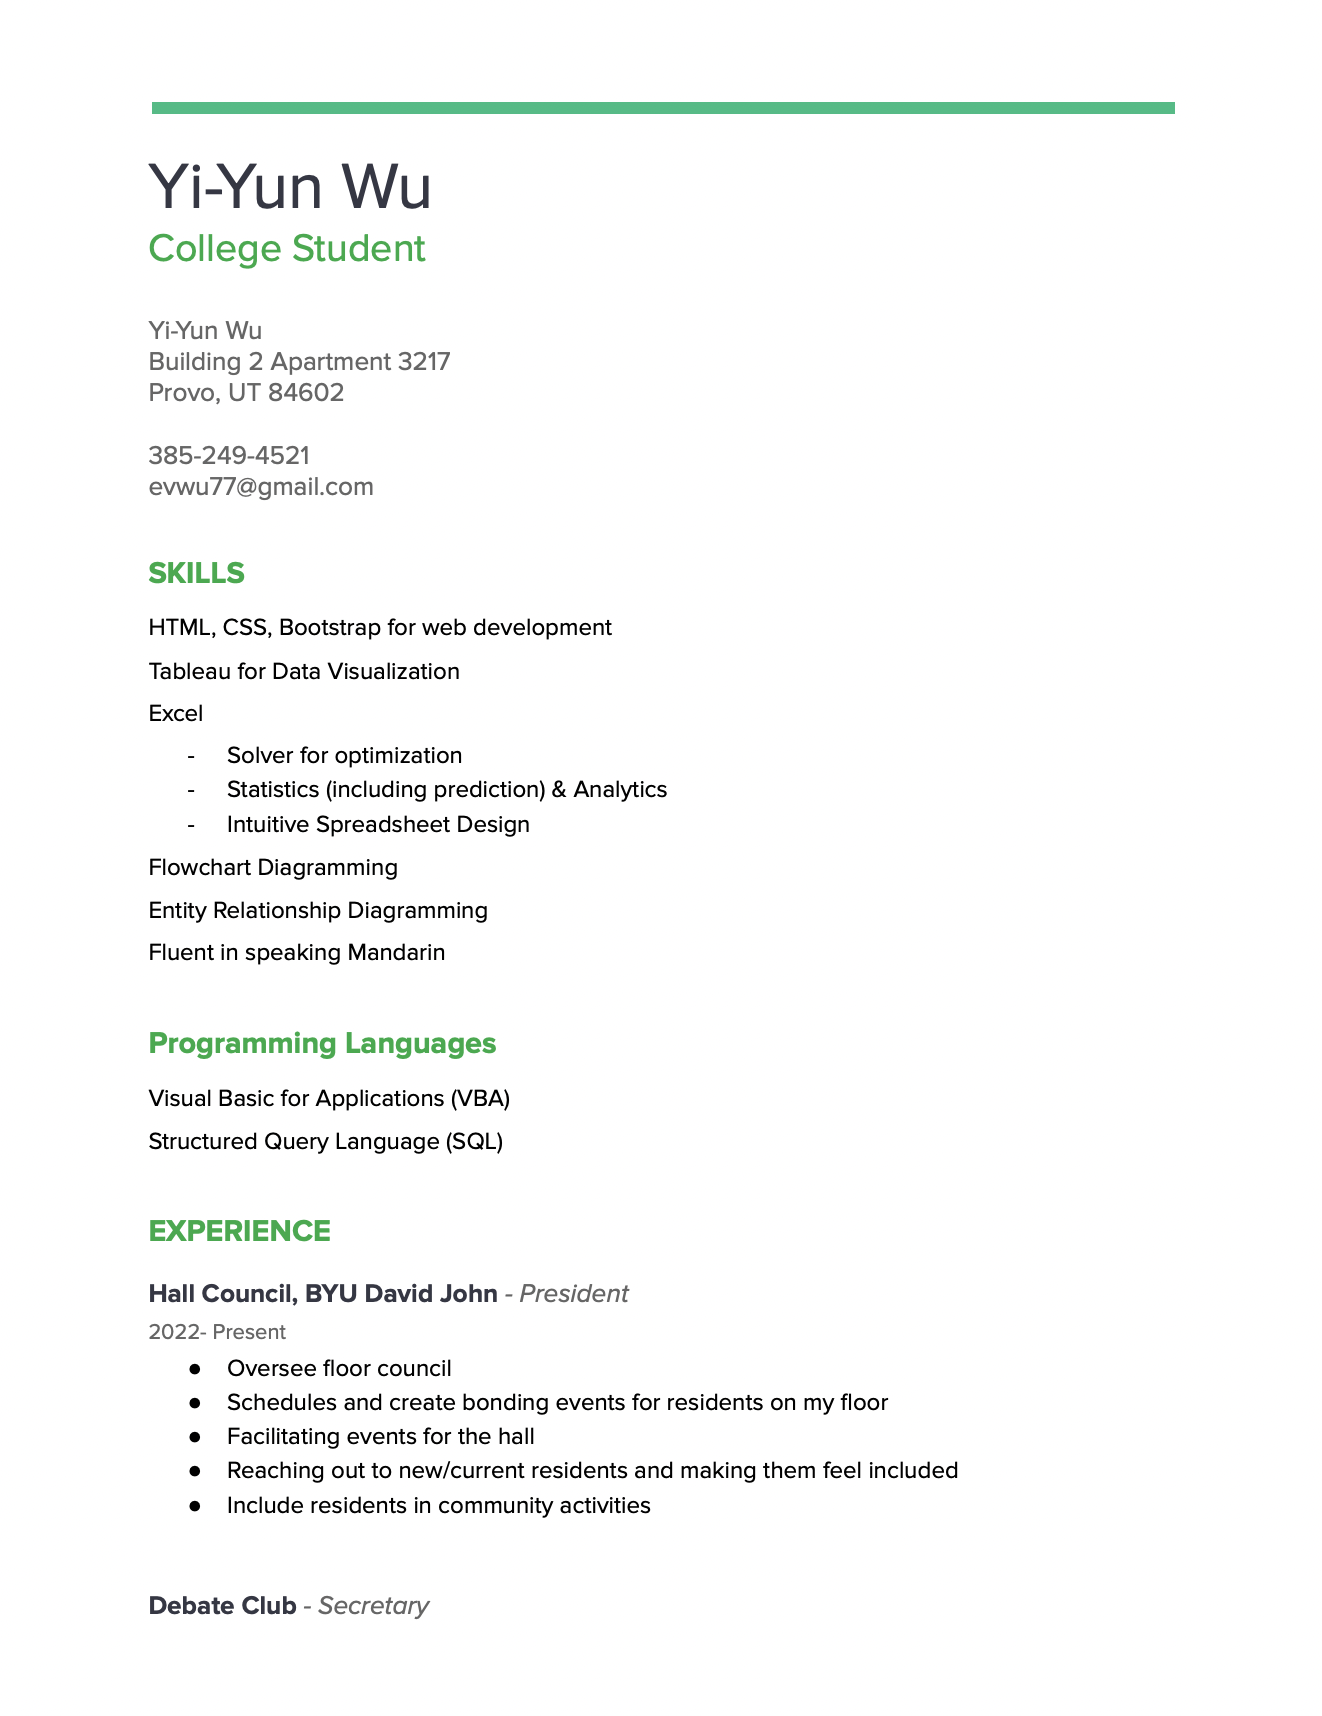 Yi-Yun Wu
College Student
Yi-Yun Wu
Building 2 Apartment 3217
Provo, UT 84602
385-249-4521
evwu77@gmail.com
SKILLS
HTML, CSS, Bootstrap for web development
Tableau for Data Visualization
Excel
- Solver for optimization
- Statistics (including prediction) & Analytics
- Intuitive Spreadsheet Design
Flowchart Diagramming
Entity Relationship Diagramming
Fluent in speaking Mandarin
Programming Languages
Visual Basic for Applications (VBA)
Structured Query Language (SQL)
EXPERIENCE
Hall Council, BYU David John - President
2022- Present
● Oversee floor council
● Schedules and create bonding events for residents on my floor
● Facilitating events for the hall
● Reaching out to new/current residents and making them feel included
● Include residents in community activities
Debate Club - Secretary